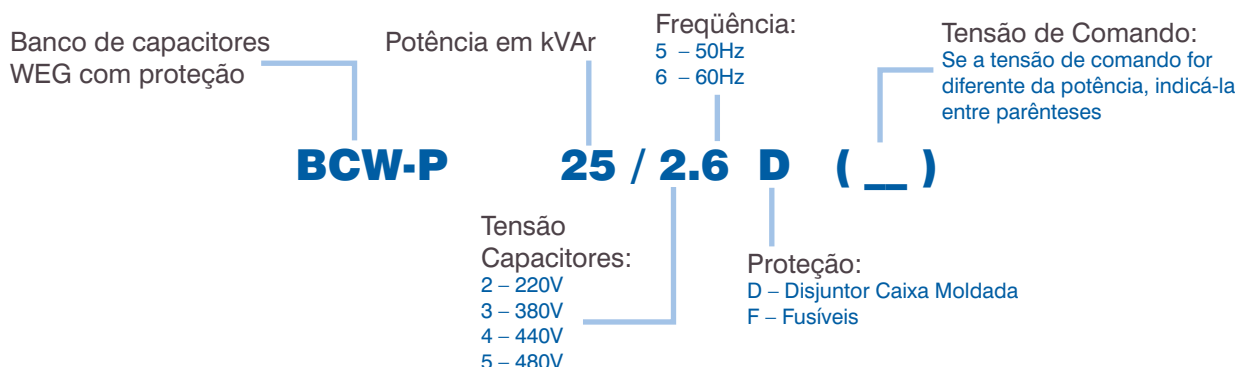 Banco de capacitores
WEG com proteção
Potência em kVAr
Freqüência:
5 – 50Hz
6 – 60Hz
Tensão de Comando:
Se a tensão de comando for
diferente da potência, indicá-la
entre parênteses
BCW-P 25 / 2.6 D ( __ )
Tensão
Capacitores:
2 – 220V
3 – 380V
4 – 440V
5 – 480V
Proteção:
D – Disjuntor Caixa Moldada
F – Fusíveis